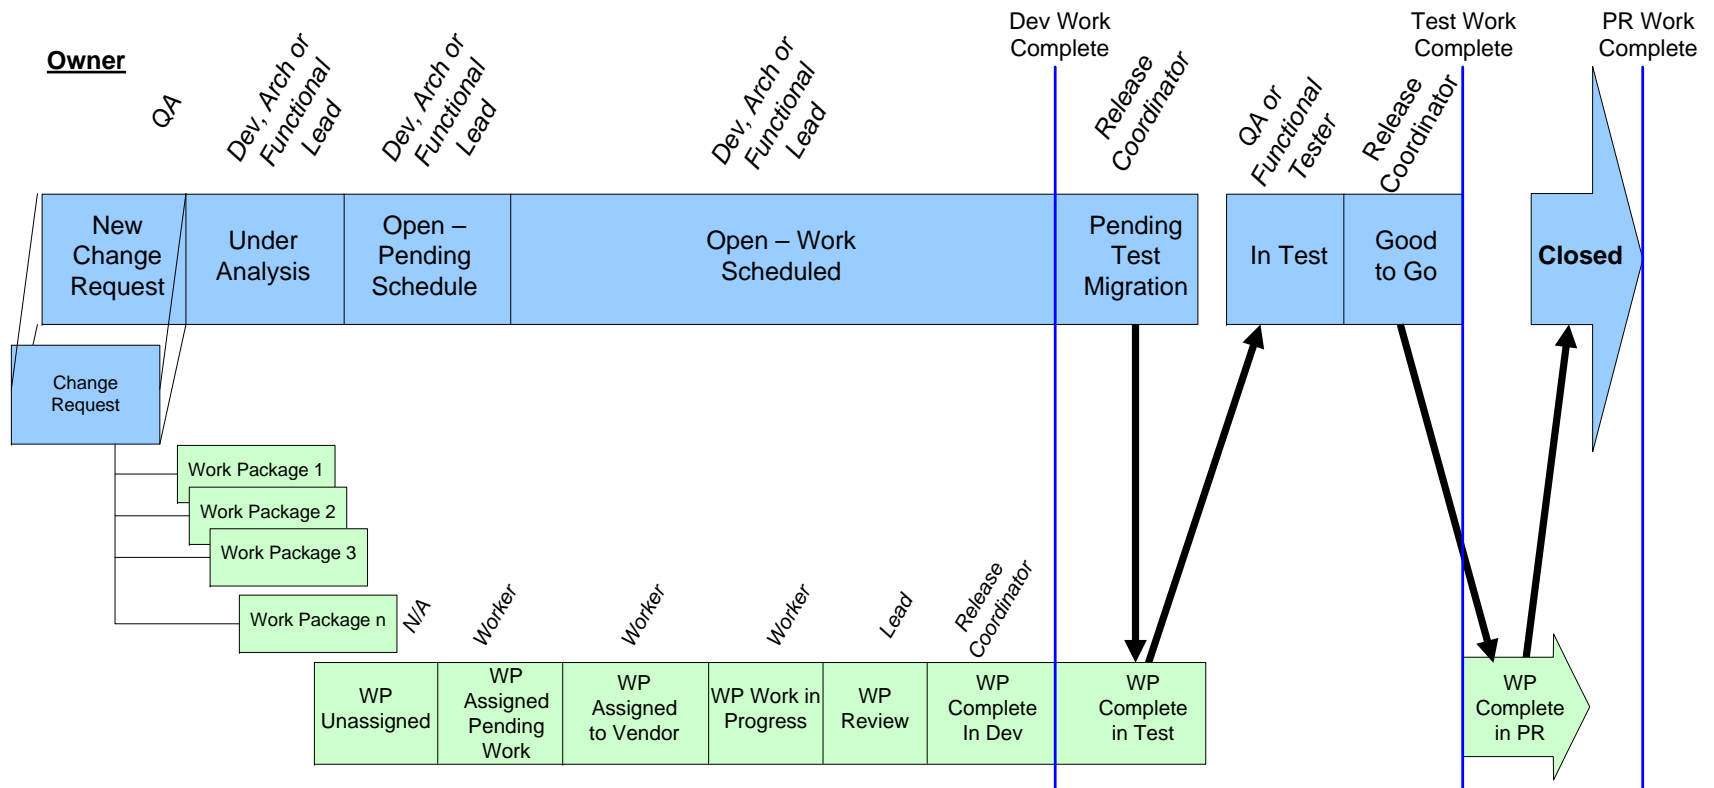 Dev Work
Complete
Test Work
Complete
PR Work
Complete
Owner
QA
Dev, Arch or
Functional
Lead
Dev, Arch or
Functional
Lead
Dev, Arch or
Functional
Lead
Release
Coordinator
QA or
Functional
Tester
Release
Coordinator
New
Change
Request
Under
Analysis
Open –
Pending
Schedule
Open – Work
Scheduled
Pending
Test
Migration
In Test
Good
to Go
Closed
Change
Request
Work Package 1
Work Package 2
Work Package 3
Work Package n
N/A
Worker
Worker
Worker
Lead
Release
Coordinator
WP
Unassigned
WP
Assigned
Pending
Work
WP
Assigned
to Vendor
WP Work in
Progress
WP
Review
WP
Complete
In Dev
WP
Complete
in Test
WP
Complete
in PR